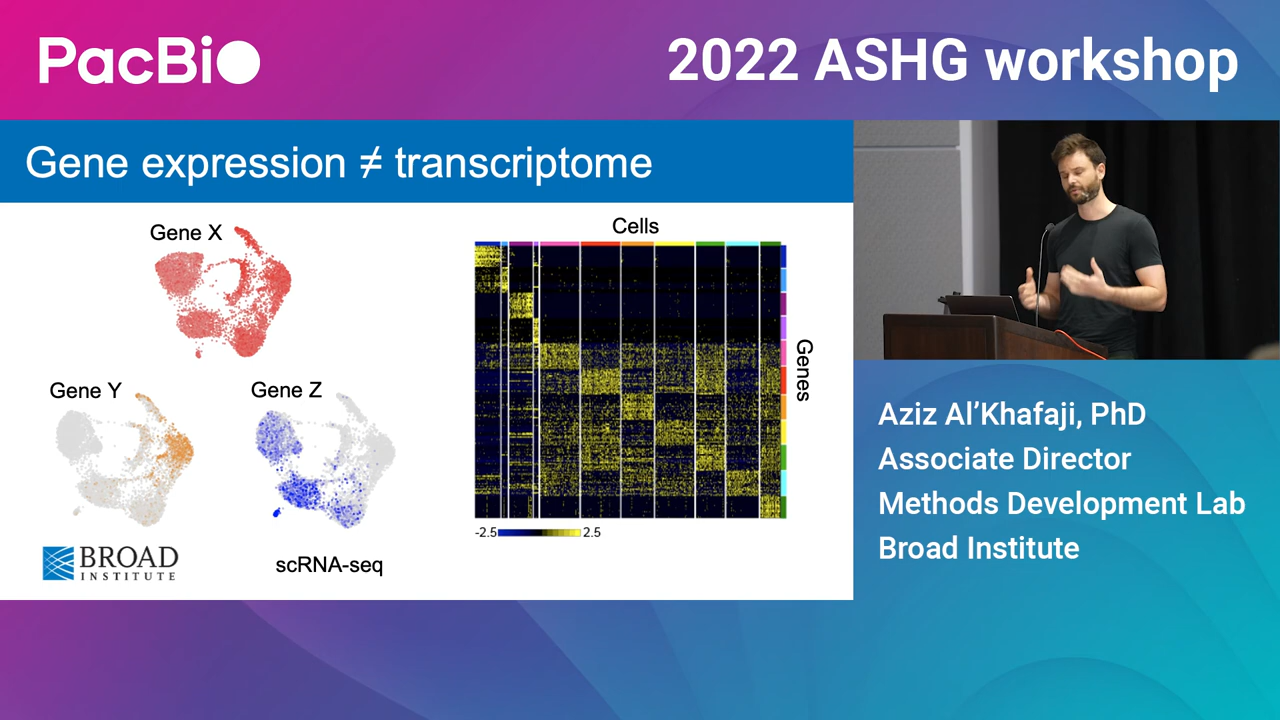 PacBio
2022 ASHG workshop
Gene expression ≠ transcriptome
Gene X
Gene Y
Gene Z
Cells
Genes
-2.5
2.5
BROAD
INSTITUTE
scRNA-seq
Aziz Al’Khafaji, PhD
Associate Director
Methods Development Lab
Broad Institute